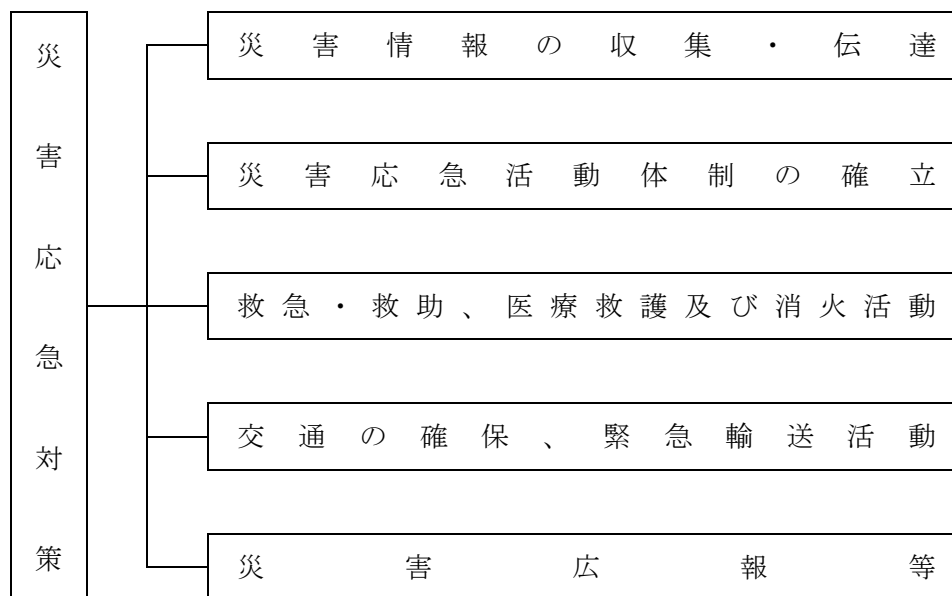 災害応急対策
災害情報の収集・伝達
災害応急活動体制の確立
救急・救助、医療救護及び消火活動
交通の確保、緊急輸送活動
災害広報等